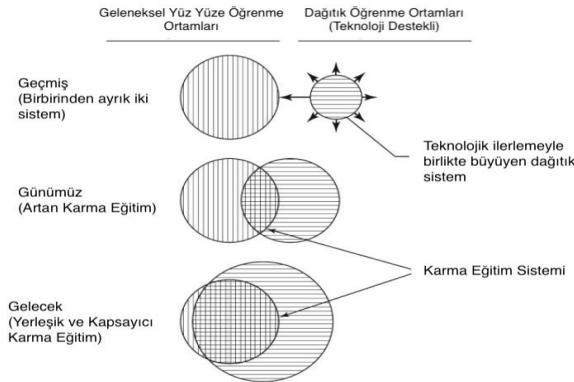 Geleneksel Yüz Yüze Öğrenme
Ortamları
Dağıtık Öğrenme Ortamları
(Teknoloji Destekli)
Geçmiş
(Birbirinden ayrık iki
sistem)
Teknolojik ilerlemeyle
birlikte büyüyen dağıtık
sistem
Günümüz
(Artan Karma Eğitim)
Karma Eğitim Sistemi
Gelecek
(Yerleşik ve Kapsayıcı
Karma Eğitim)